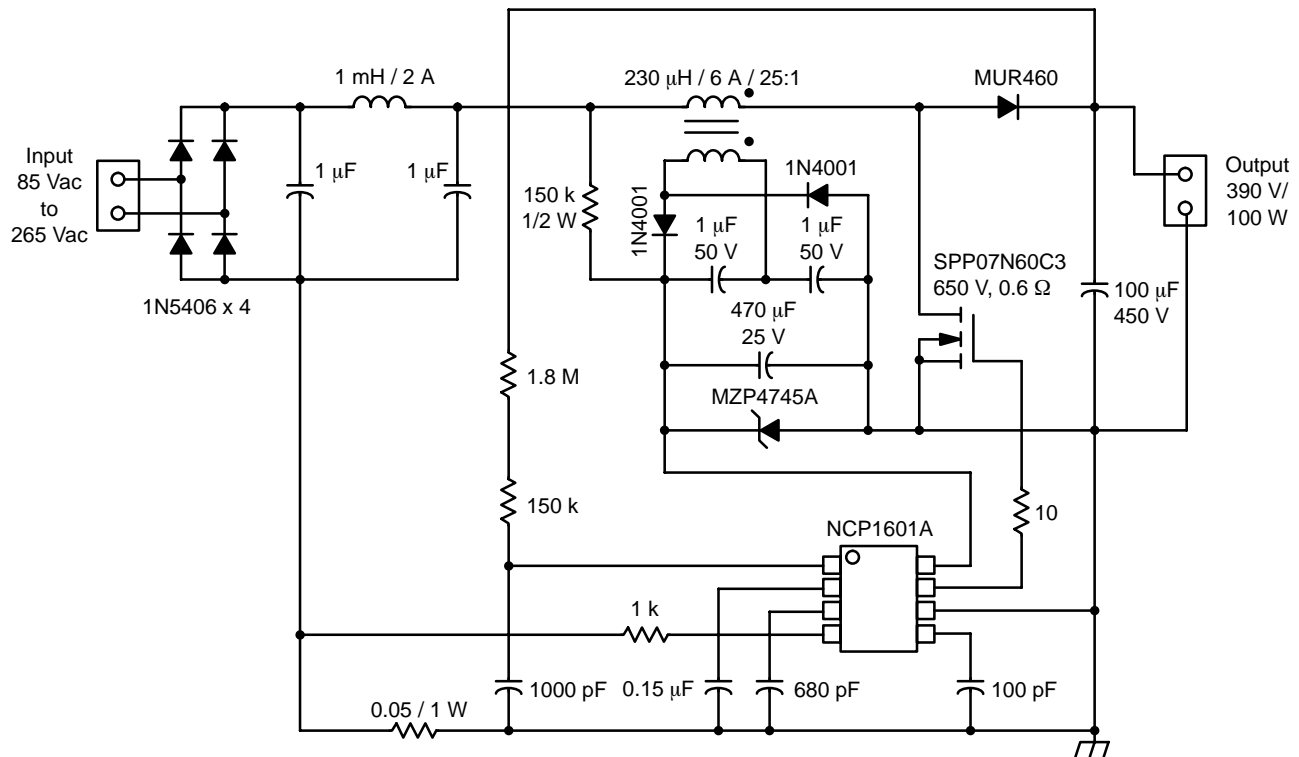 1 mH / 2 A
230 μH / 6 A / 25:1
MUR460
Input
85 Vac
to
265 Vac
1 μF
1 μF
150 k
1/2 W
1N4001
1N4001
1 μF
50 V
1 μF
50 V
Output
390 V/
100 W
1N5406 x 4
470 μF
25 V
SPP07N60C3
650 V, 0.6 Ω
100 μF
450 V
1.8 M
MZP4745A
150 k
10
NCP1601A
1 k
1000 pF
0.15 μF
680 pF
100 pF
0.05 / 1 W